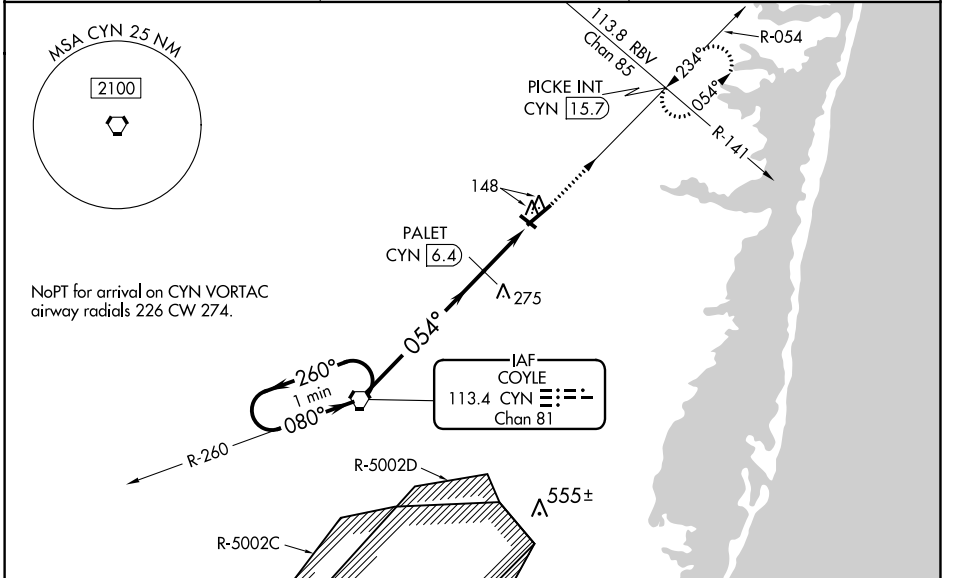 MSA CYN 25 NM
2100
113.8 RBV
Chan 85
R-054
234°
054°
PICKE INT
CYN 15.7
R-141
148
PALET
CYN 6.4
275
NoPT for arrival on CYN VORTAC
airway radials 226 CW 274.
054°
260°
1 min
080°
IAF
COYLE
113.4 CYN
Chan 81
R-260
R-5002D
555±
R-5002C